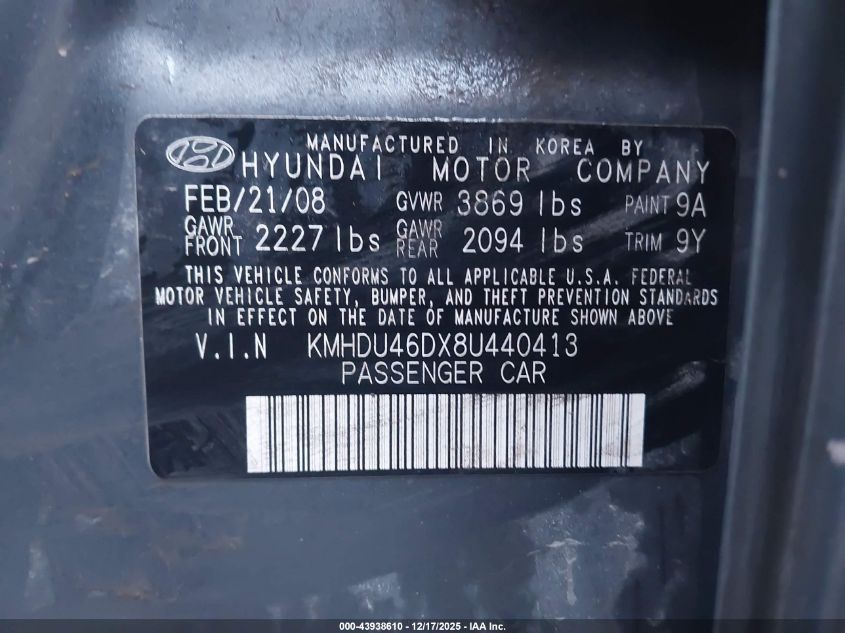 MANUFACTURED IN KOREA BY
HYUNDAI MOTOR COMPANY
FEB/21/08 GVWR 3869 lbs PAINT 9A
GAWR FRONT 2227 lbs GAWR REAR 2094 lbs TRIM 9Y
THIS VEHICLE CONFORMS TO ALL APPLICABLE U.S.A. FEDERAL
MOTOR VEHICLE SAFETY, BUMPER, AND THEFT PREVENTION STANDARDS
IN EFFECT ON THE DATE OF MANUFACTURE SHOWN ABOVE
V.I.N KMHDU46DX8U440413
PASSENGER CAR
000-43938610 - 12/17/2025 - IAA Inc.